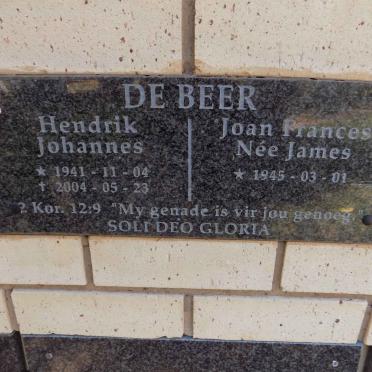 DE BEER
Hendrik
Johannes
★ 1941 - 11 - 04
✝ 2004 - 05 - 23
Joan Frances
Née James
★ 1945 - 03 - 01
2 Kor. 12:9 "My genade is vir jou genoeg."
SOLI DEO GLORIA